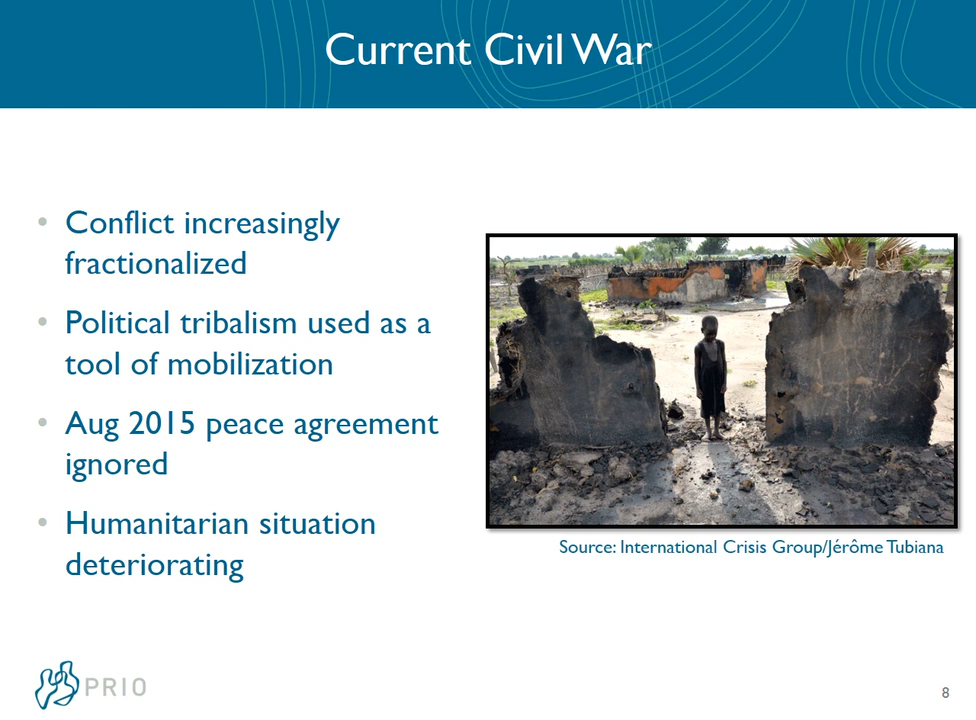 Current Civil War
• Conflict increasingly
fractionalized
• Political tribalism used as a
tool of mobilization
• Aug 2015 peace agreement
ignored
• Humanitarian situation
deteriorating
Source: International Crisis Group/Jérôme Tubiana
PRIO
8